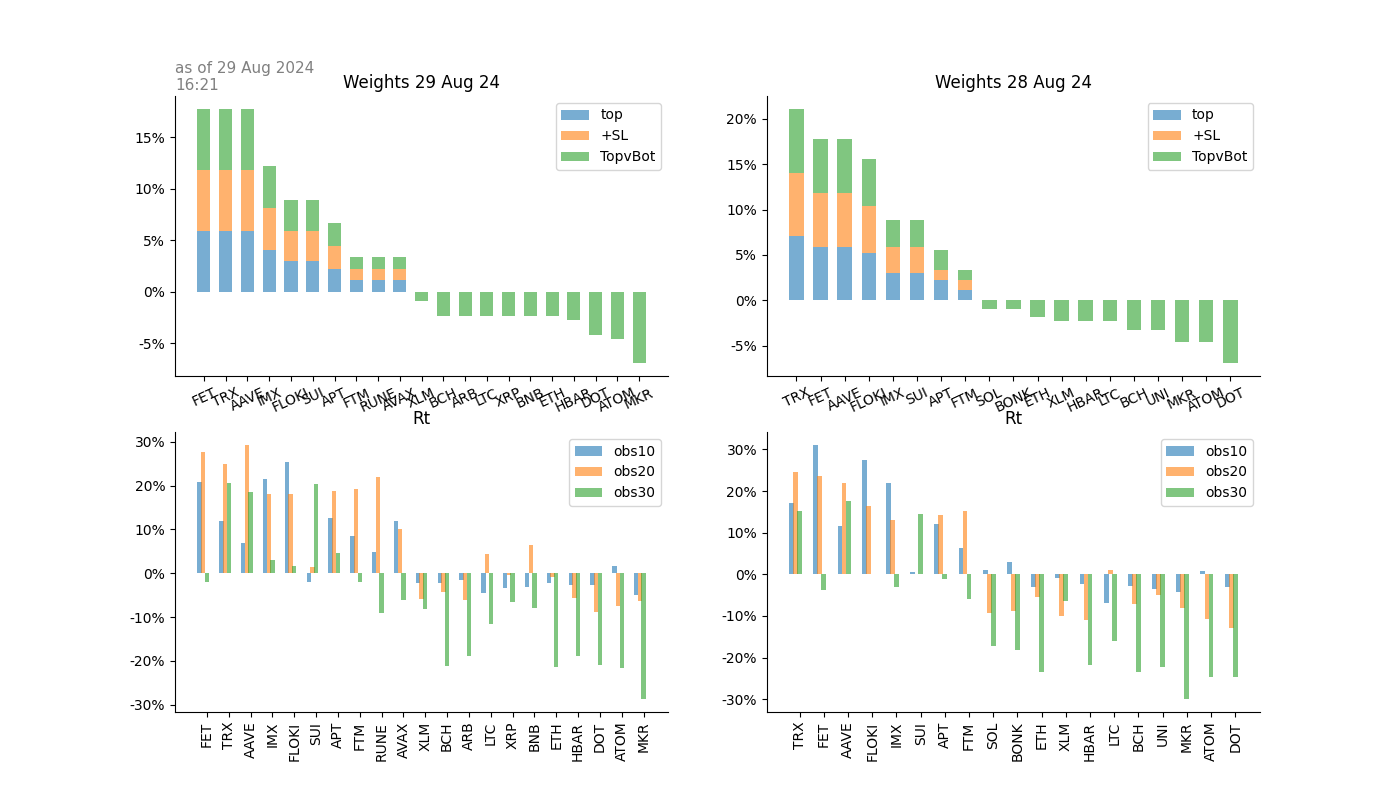 as of 29 Aug 2024
16:21
Weights 29 Aug 24
top
+SL
TopvBot
15%
10%
5%
0%
-5%
FET TRX AAVE IMX FLOKI SUI APT FTM RUNE AVAX XLM BCH ARB LTC XRP BNB ETH HBAR DOT ATOM MKR
Weights 28 Aug 24
top
+SL
TopvBot
20%
15%
10%
5%
0%
-5%
TRX FET AAVE FLOKI IMX SUI APT FTM SOL BONK ETH XLM HBAR LTC BCH UNI MKR ATOM DOT
Rt
obs10
obs20
obs30
30%
20%
10%
0%
-10%
-20%
-30%
FET TRX AAVE IMX FLOKI SUI APT FTM RUNE AVAX XLM BCH ARB LTC XRP BNB ETH HBAR DOT ATOM MKR
Rt
obs10
obs20
obs30
30%
20%
10%
0%
-10%
-20%
-30%
TRX FET AAVE FLOKI IMX SUI APT FTM SOL BONK ETH XLM HBAR LTC BCH UNI MKR ATOM DOT